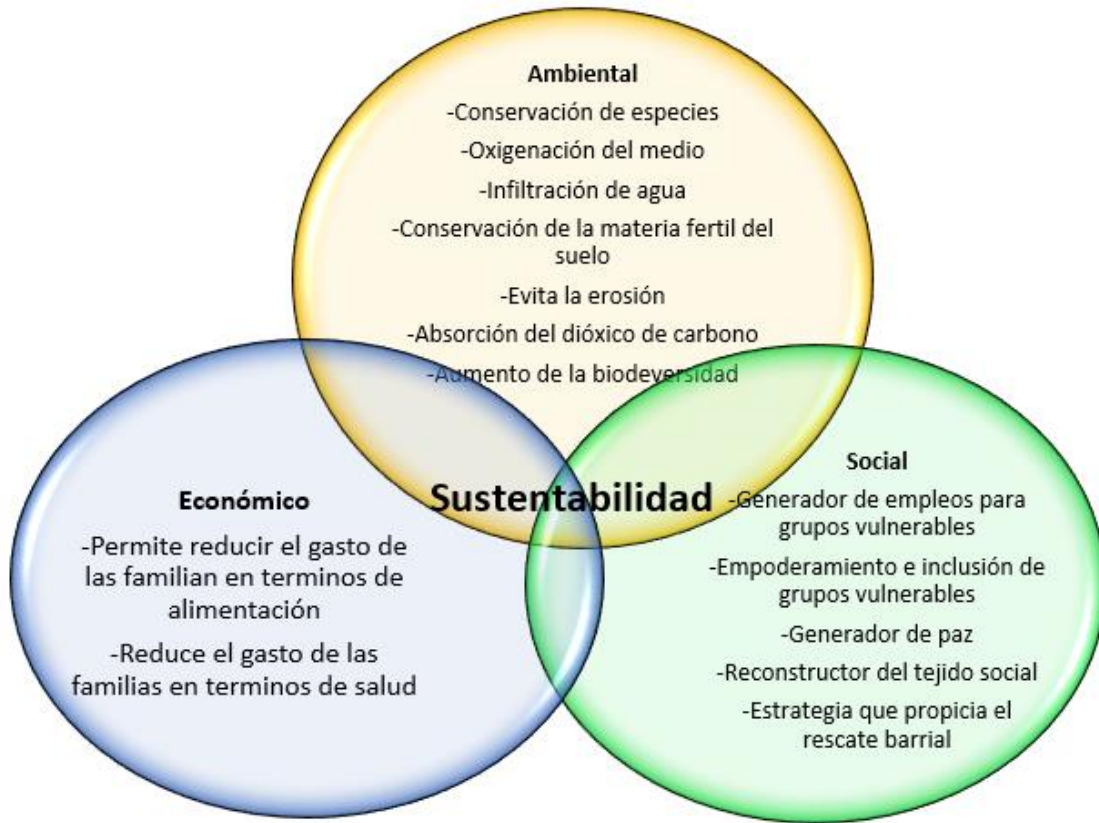 Ambiental
-Conservación de especies
-Oxigenación del medio
-Infiltración de agua
-Conservación de la materia fertil del
suelo
-Evita la erosión
-Absorción del dióxico de carbono
-Aumento de la biodeversidad
Sustentabilidad
Económico
-Permite reducir el gasto de
las familian en terminos de
alimentación
-Reduce el gasto de las
familias en terminos de salud
Social
-Generador de empleos para
grupos vulnerables
-Empoderamiento e inclusión de
grupos vulnerables
-Generador de paz
-Reconstructor del tejido social
-Estrategia que propicia el
rescate barrial